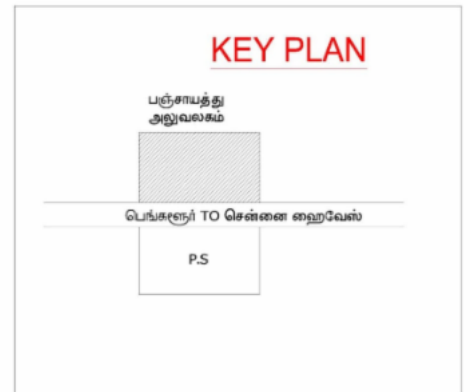 KEY PLAN
பஞ்சாயத்து
அலுவலகம்
பெங்களூர் TO சென்னை ஹைவேஸ்
P.S